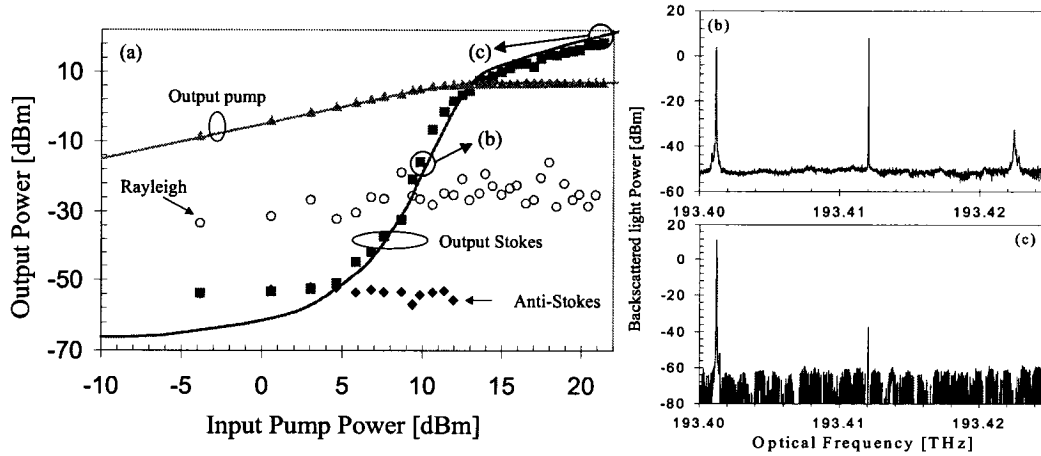 (a)
(c)
Output pump
(b)
Rayleigh
Output Stokes
Anti-Stokes
10
-10
-30
-50
-70
Output Power [dBm]
-10
-5
0
5
10
15
20
Input Pump Power [dBm]
(b)
20
0
-20
-40
-60
193.40
193.41
193.42
Backscattered light Power [dBm]
(c)
20
0
-20
-40
-60
-80
193.40
193.41
193.42
Optical Frequency [THz]